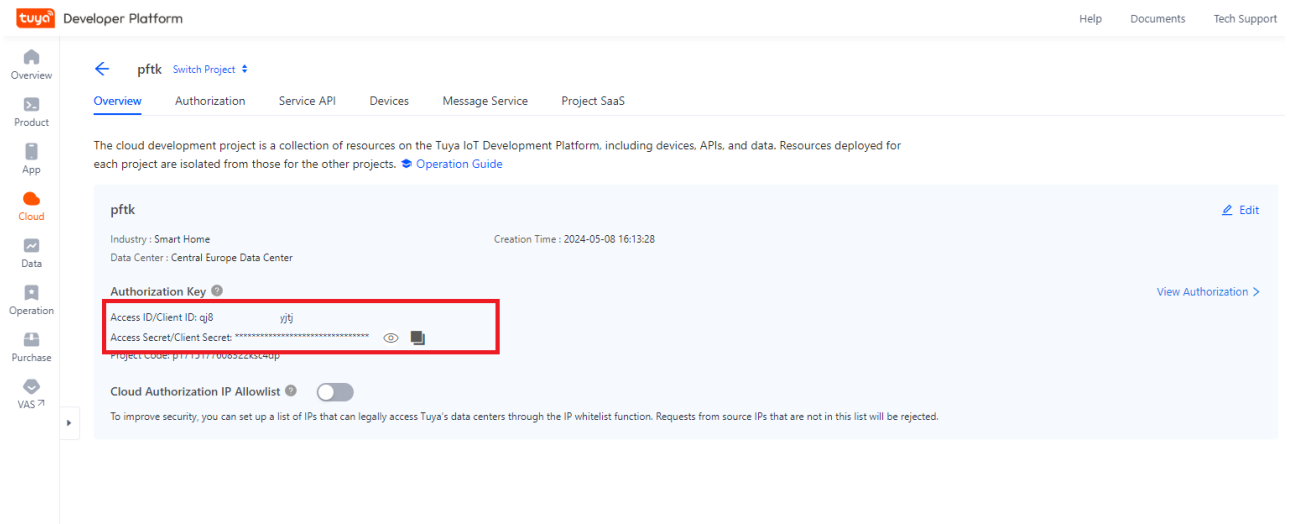 tuya Developer Platform
Help Documents Tech Support
Overview
Product
App
Cloud
Data
Operation
Purchase
VAS
pftk Switch Project
Overview Authorization Service API Devices Message Service Project SaaS
The cloud development project is a collection of resources on the Tuya IoT Development Platform, including devices, APIs, and data. Resources deployed for
each project are isolated from those for the other projects. Operation Guide
pftk
Edit
Industry : Smart Home Creation Time : 2024-05-08 16:13:28
Data Center : Central Europe Data Center
Authorization Key
View Authorization >
Access ID/Client ID: qj8 yjtj
Access Secret/Client Secret: ********************************
Project Code:
Cloud Authorization IP Allowlist
To improve security, you can set up a list of IPs that can legally access Tuya's data centers through the IP whitelist function. Requests from source IPs that are not in this list will be rejected.